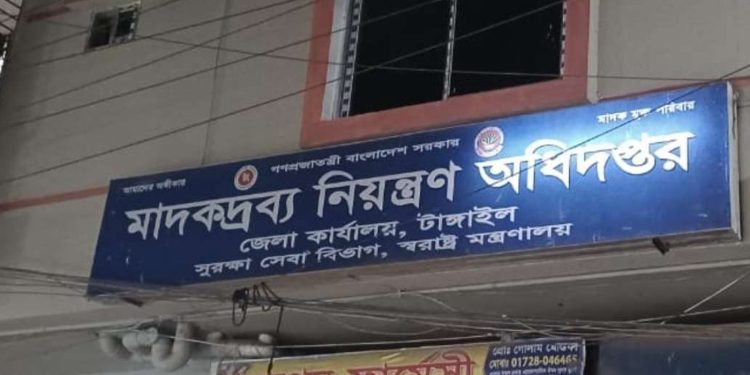 আমাদের অঙ্গীকার
মাদক মুক্ত পরিবার
গণপ্রজাতন্ত্রী বাংলাদেশ সরকার
মাদকদ্রব্য নিয়ন্ত্রণ অধিদপ্তর
জেলা কার্যালয়, টাঙ্গাইল
সুরক্ষা সেবা বিভাগ, স্বরাষ্ট্র মন্ত্রণালয়
ফার্মেসী
প্রোঃ গোলাম
মোবাঃ 01728-046465